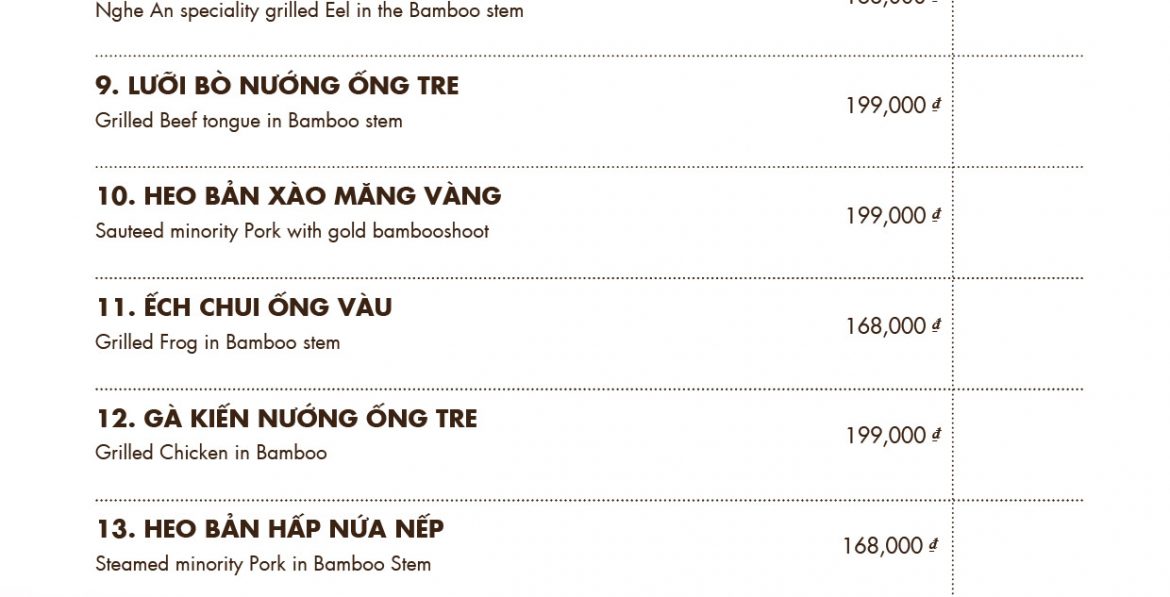 Nghe An speciality grilled Eel in the Bamboo stem
9. LƯỠI BÒ NƯỚNG ỐNG TRE
199,000 ₫
Grilled Beef tongue in Bamboo stem
10. HEO BẢN XÀO MĂNG VÀNG
199,000 ₫
Sauteed minority Pork with gold bambooshoot
11. ẾCH CHUI ỐNG VÀU
168,000 ₫
Grilled Frog in Bamboo stem
12. GÀ KIẾN NƯỚNG ỐNG TRE
199,000 ₫
Grilled Chicken in Bamboo
13. HEO BẢN HẤP NỨA NẾP
168,000 ₫
Steamed minority Pork in Bamboo Stem